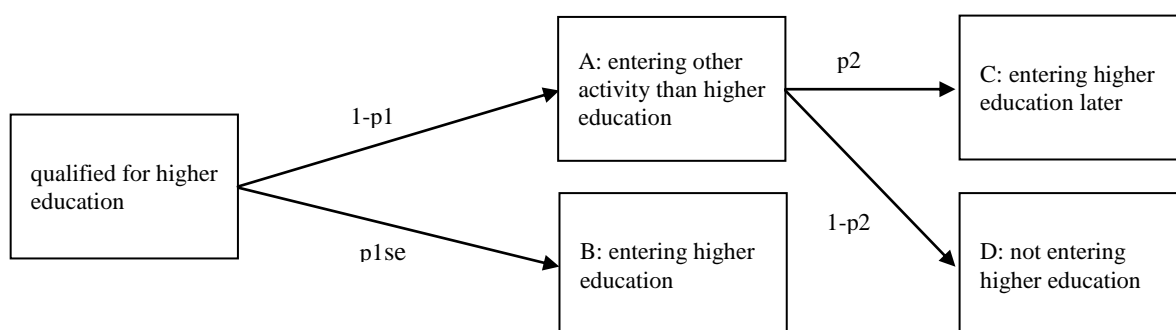 qualified for higher
education
1-p1
p1se
A: entering other
activity than higher
education
B: entering higher
education
p2
1-p2
C: entering higher
education later
D: not entering
higher education